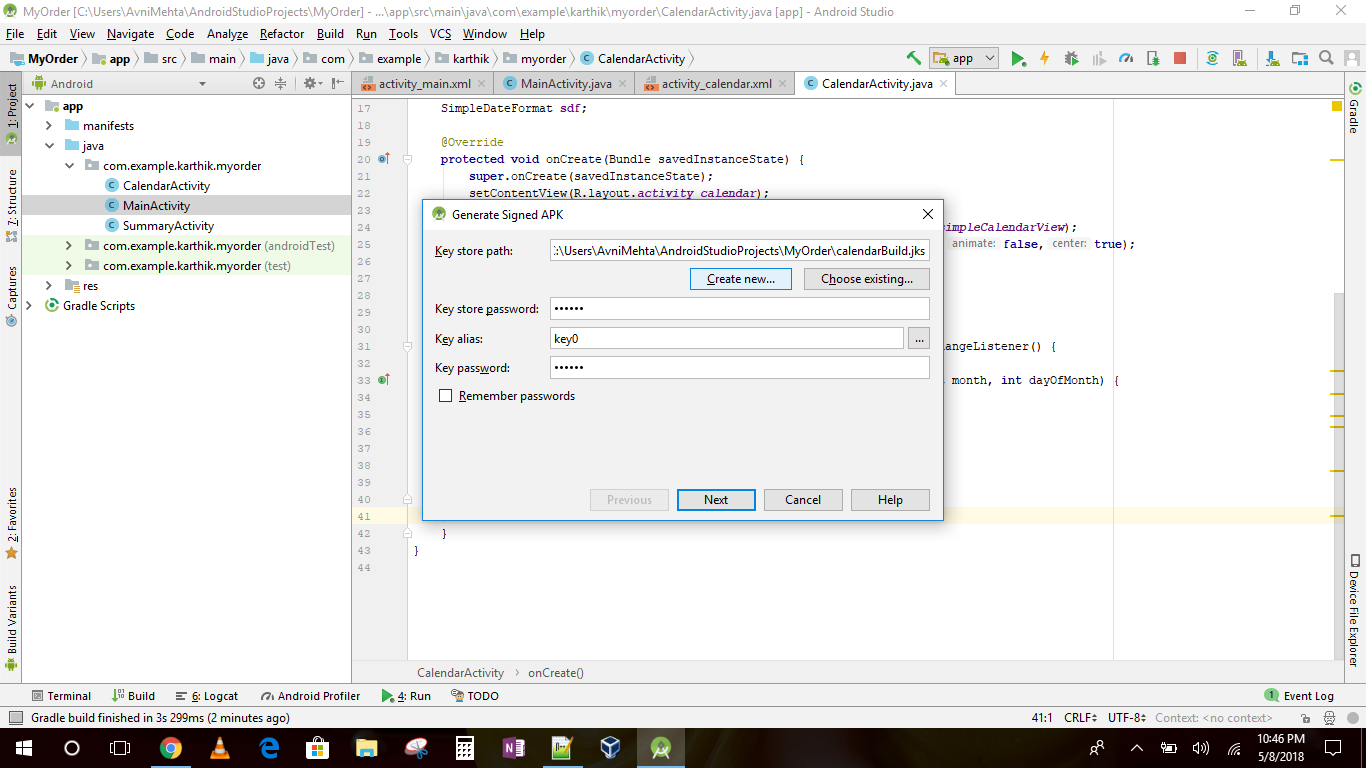 MyOrder [C:\Users\AvniMehta\AndroidStudioProjects\MyOrder] - ...\app\src\main\java\com\example\karthik\myorder\CalendarActivity.java [app] - Android Studio
File Edit View Navigate Code Analyze Refactor Build Run Tools VCS Window Help
MyOrder app src main java com example karthik myorder CalendarActivity app
Android activity_main.xml MainActivity.java activity_calendar.xml CalendarActivity.java
1: Project
7: Structure
Captures
2: Favorites
Build Variants
app
manifests
java
com.example.karthik.myorder
CalendarActivity
MainActivity
SummaryActivity
com.example.karthik.myorder (androidTest)
com.example.karthik.myorder (test)
res
Gradle Scripts
17 SimpleDateFormat sdf;
18
19 @Override
20 protected void onCreate(Bundle savedInstanceState) {
21 super.onCreate(savedInstanceState);
22 setContentView(R.layout.activity_calendar);
23
24 impleCalendarView);
25 animate: false, center: true);
26
27
28
29
30
31 angeListener() {
32
33 month, int dayOfMonth) {
34
35
36
37
38
39
40
41
42 }
43 }
44
Generate Signed APK
Key store path: :\Users\AvniMehta\AndroidStudioProjects\MyOrder\calendarBuild.jks
Create new... Choose existing...
Key store password: ••••••
Key alias: key0 ...
Key password: ••••••
Remember passwords
Previous Next Cancel Help
Gradle
Device File Explorer
CalendarActivity onCreate()
Terminal Build 6: Logcat Android Profiler 4: Run TODO 1 Event Log
Gradle build finished in 3s 299ms (2 minutes ago) 41:1 CRLF UTF-8 Context: <no context>
10:46 PM
5/8/2018